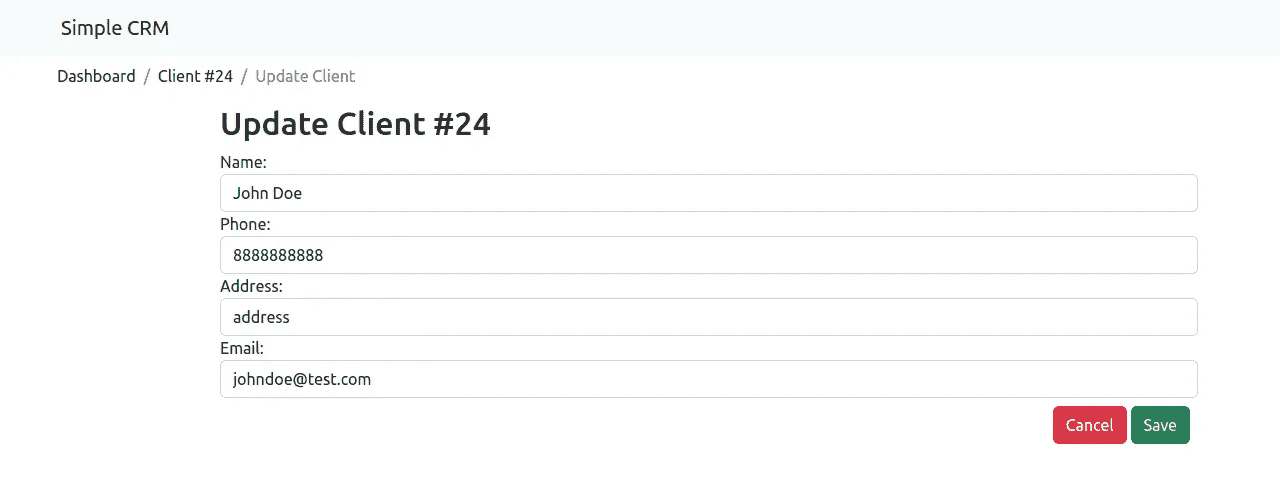 Simple CRM
Dashboard / Client #24 / Update Client
Update Client #24
Name:
John Doe
Phone:
8888888888
Address:
address
Email:
johndoe@test.com
Cancel Save